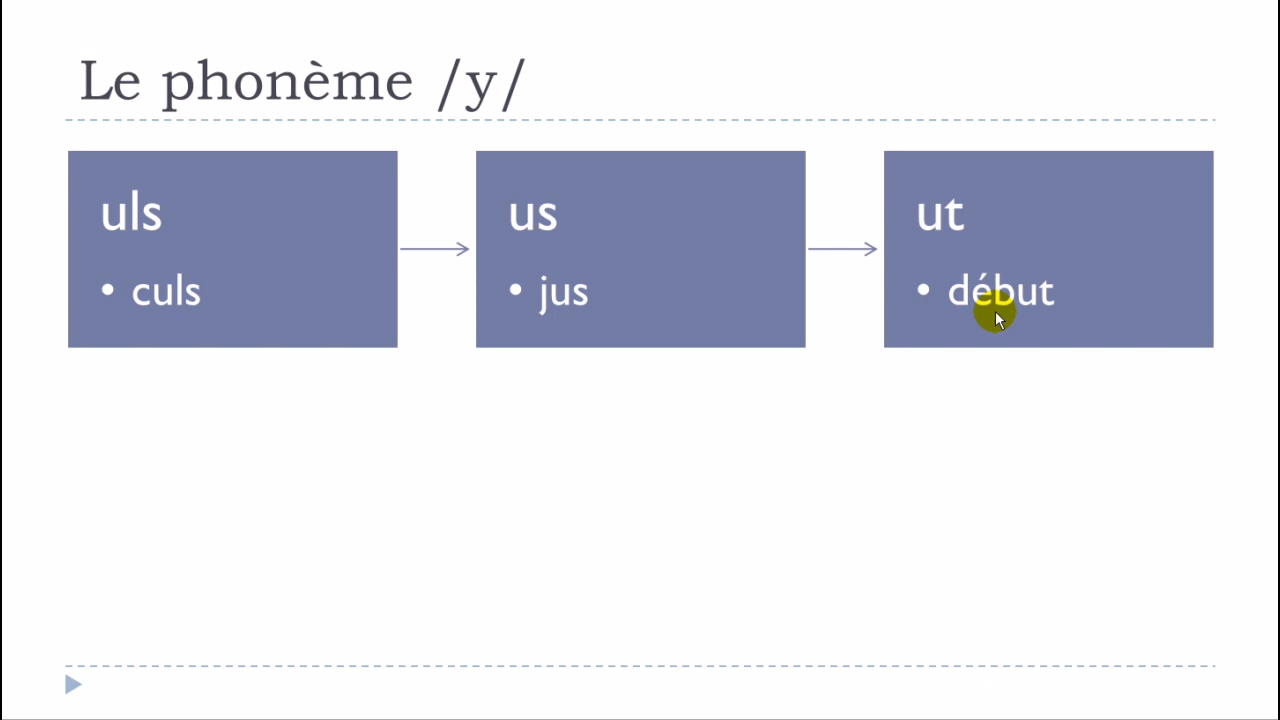 Le phonème /y/
uls
• culs
us
• jus
ut
• début